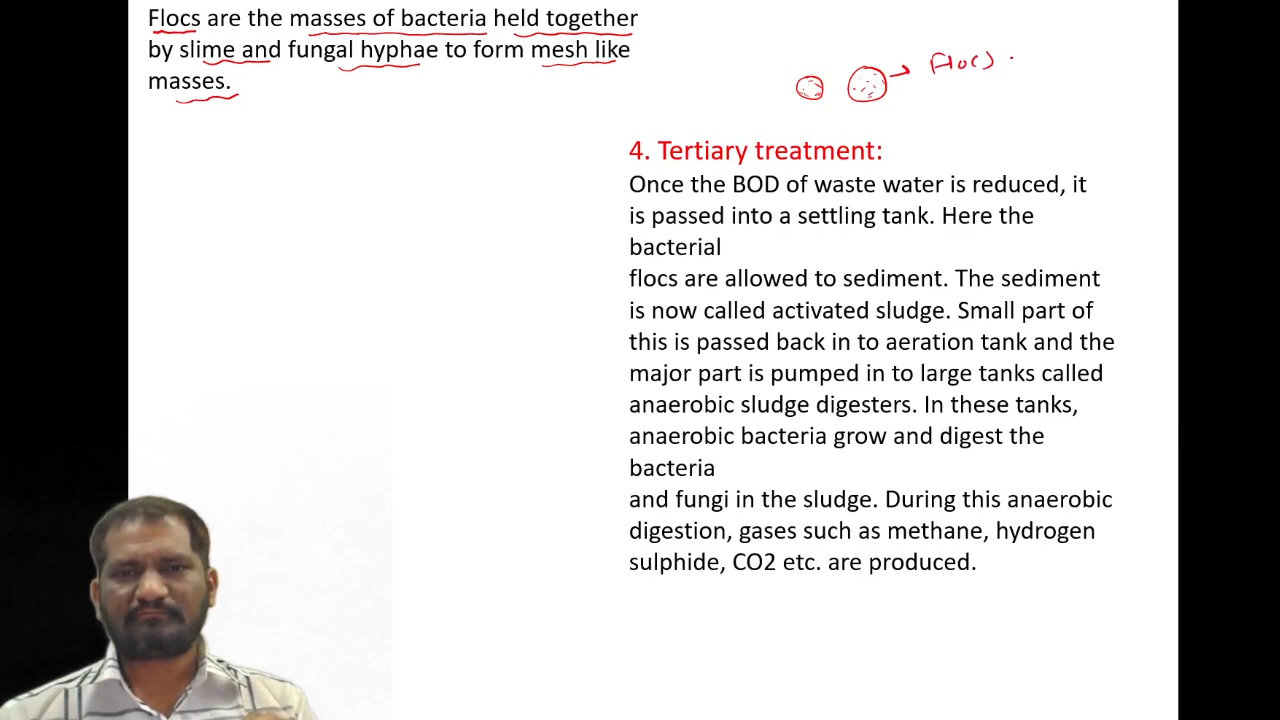 Flocs are the masses of bacteria held together
by slime and fungal hyphae to form mesh like
masses.
Flocs
4. Tertiary treatment:
Once the BOD of waste water is reduced, it
is passed into a settling tank. Here the
bacterial
flocs are allowed to sediment. The sediment
is now called activated sludge. Small part of
this is passed back in to aeration tank and the
major part is pumped in to large tanks called
anaerobic sludge digesters. In these tanks,
anaerobic bacteria grow and digest the
bacteria
and fungi in the sludge. During this anaerobic
digestion, gases such as methane, hydrogen
sulphide, CO2 etc. are produced.